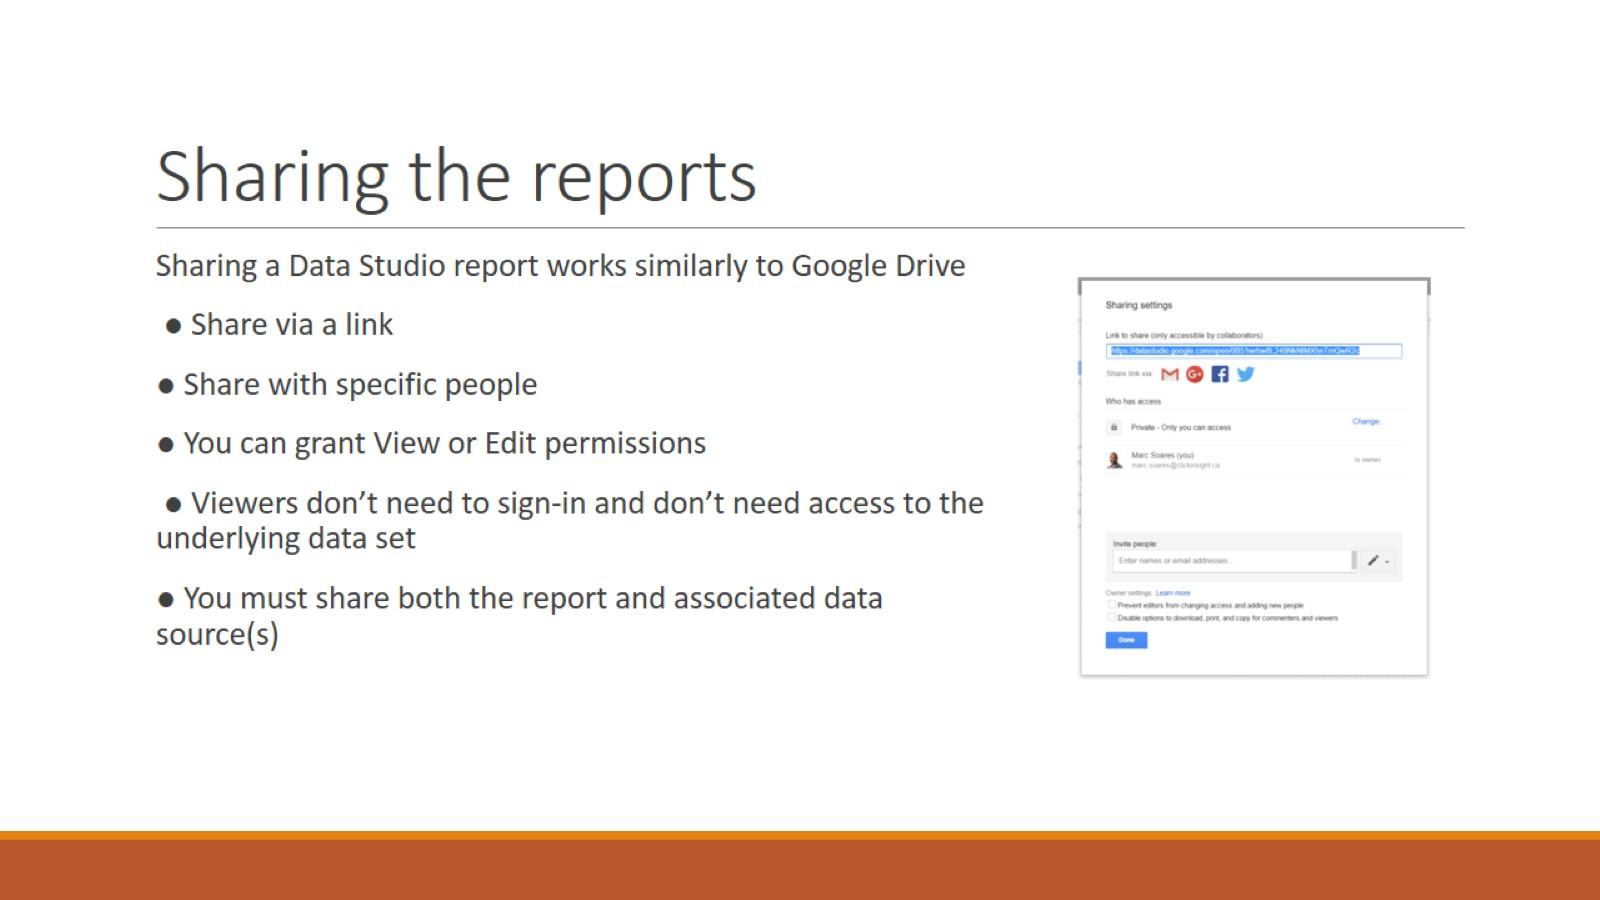 Sharing the reports
Sharing a Data Studio report works similarly to Google Drive
● Share via a link
● Share with specific people
● You can grant View or Edit permissions
● Viewers don’t need to sign-in and don’t need access to the
underlying data set
● You must share both the report and associated data
source(s)
Sharing settings
Link to share (only accessible by collaborators)
Share link via:
Who has access
Private - Only you can access
Change...
Marc Soares (you)
marc.soares@clickinsight.ca
Is owner
Invite people:
Enter names or email addresses...
Owner settings Learn more
Prevent editors from changing access and adding new people
Disable options to download, print, and copy for commenters and viewers
Done